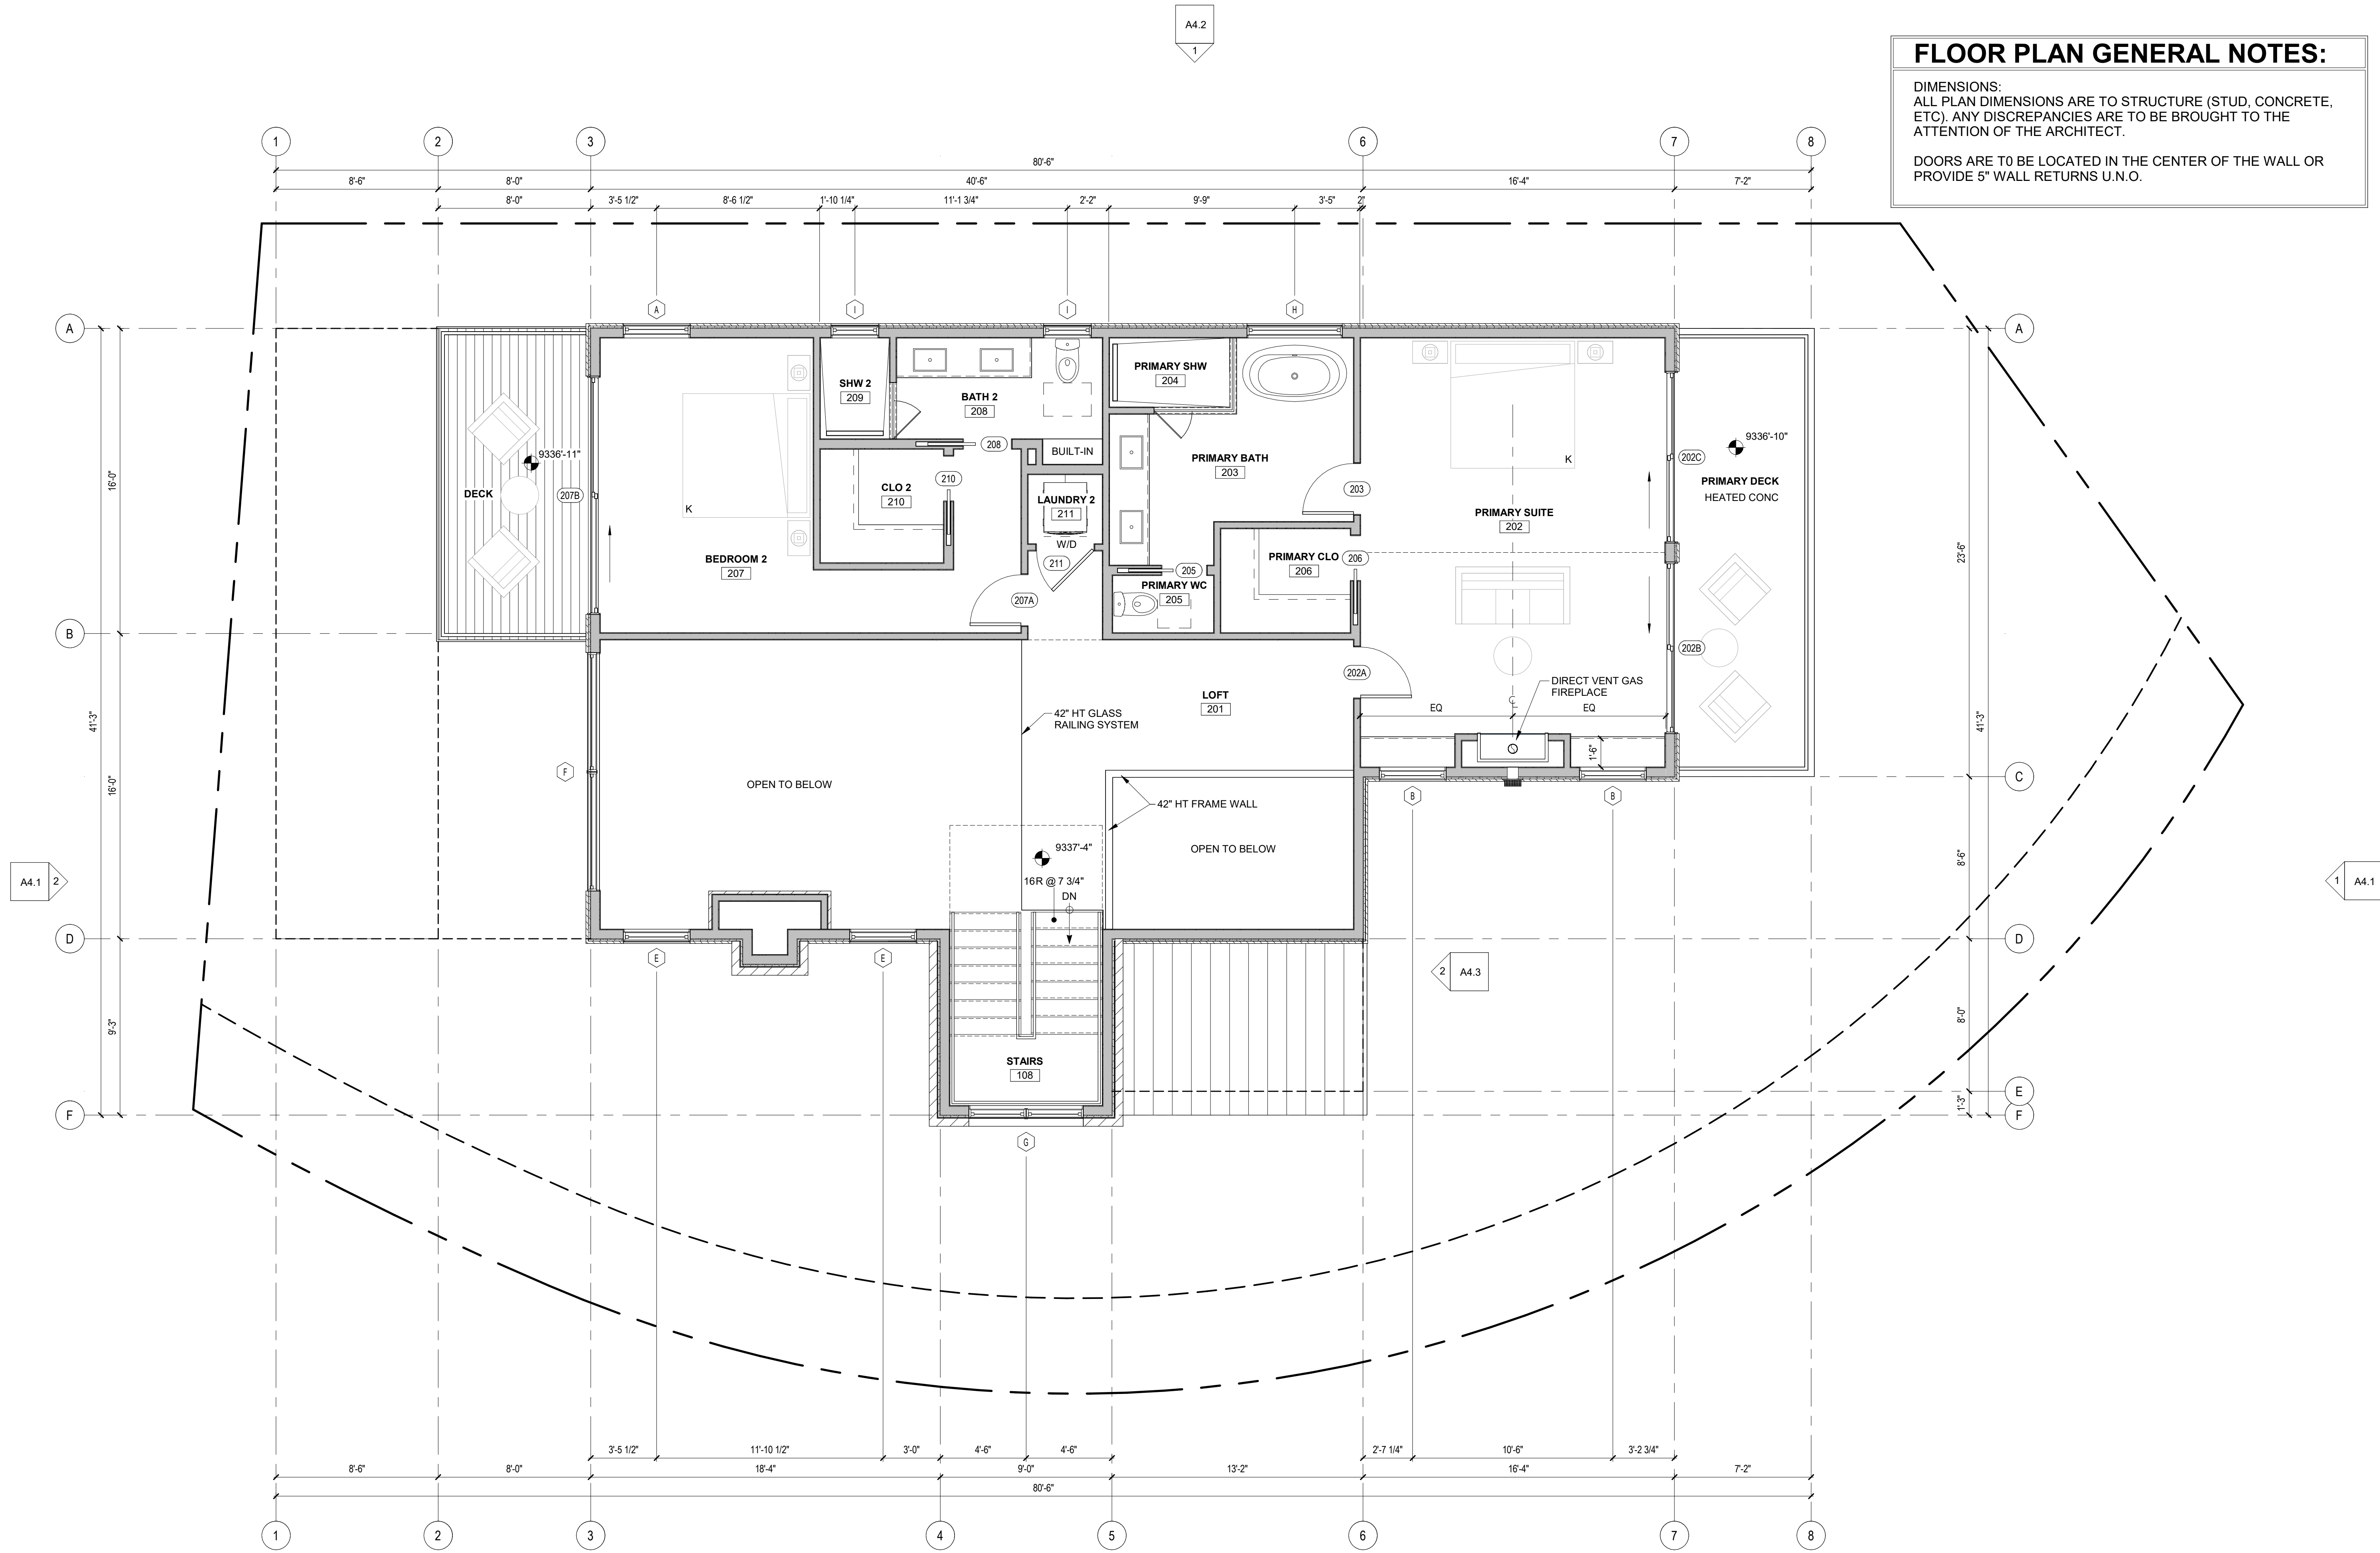 A4.2
1
FLOOR PLAN GENERAL NOTES:
DIMENSIONS:
ALL PLAN DIMENSIONS ARE TO STRUCTURE (STUD, CONCRETE,
ETC). ANY DISCREPANCIES ARE TO BE BROUGHT TO THE
ATTENTION OF THE ARCHITECT.
DOORS ARE T0 BE LOCATED IN THE CENTER OF THE WALL OR
PROVIDE 5" WALL RETURNS U.N.O.
1 2 3 6 7 8
80'-6"
8'-6" 8'-0" 40'-6" 16'-4" 7'-2"
8'-0" 3'-5 1/2" 8'-6 1/2" 1'-10 1/4" 11'-1 3/4" 2'-2" 9'-9" 3'-5" 2"
A I I H
A A
PRIMARY SHW
204
SHW 2
209
BATH 2
208
208
BUILT-IN
9336'-10"
9336'-11"
K
202C
PRIMARY BATH
203
PRIMARY DECK
HEATED CONC
DECK
207B
CLO 2
210
210
LAUNDRY 2
211
W/D
203
PRIMARY SUITE
202
K
16'-0"
23'-6"
BEDROOM 2
207
211
PRIMARY CLO
206
206
205
PRIMARY WC
205
207A
B
202B
202A
LOFT
201
DIRECT VENT GAS
FIREPLACE
42" HT GLASS
RAILING SYSTEM
EQ CL EQ
41'-3"
41'-3"
1'-6"
F
C
16'-0"
OPEN TO BELOW
42" HT FRAME WALL
B B
9337'-4"
OPEN TO BELOW
8'-6"
A4.1 2
1 A4.1
16R @ 7 3/4"
DN
D D
E E
2 A4.3
9'-3"
8'-0"
STAIRS
108
E
1'-3"
F F
G
3'-5 1/2" 11'-10 1/2" 3'-0" 4'-6" 4'-6" 2'-7 1/4" 10'-6" 3'-2 3/4"
8'-6" 8'-0" 18'-4" 9'-0" 13'-2" 16'-4" 7'-2"
80'-6"
1 2 3 4 5 6 7 8